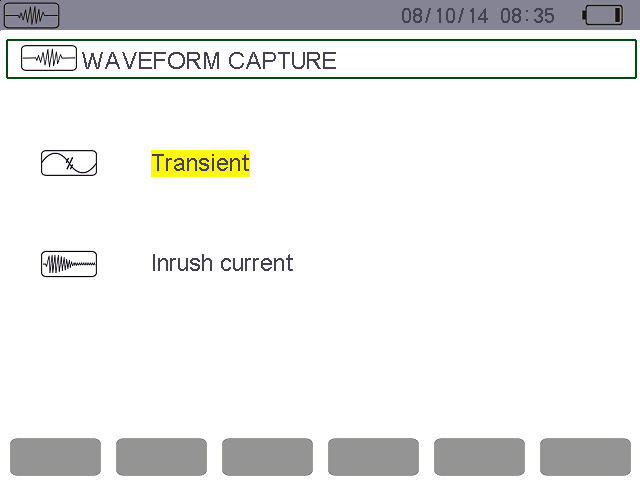 08/10/14 08:35
WAVEFORM CAPTURE
Transient
Inrush current